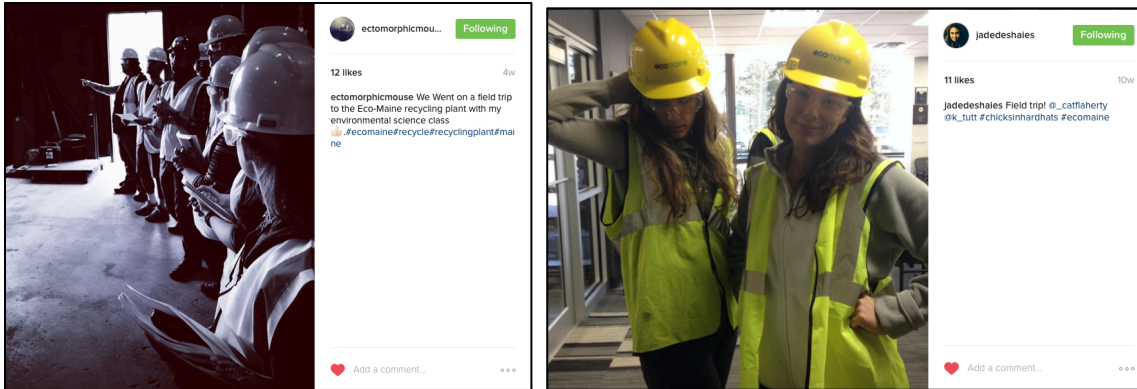 ectomorphicmou...
Following
12 likes
4w
ectomorphicmouse We Went on a field trip
to the Eco-Maine recycling plant with my
environmental science class
👍🏻.#ecomaine#recycle#recyclingplant#mai
ne
Add a comment...
ecomaine
ecomaine
jadedeshaies
Following
11 likes
10w
jadedeshaies Field trip! @_catflaherty
@k_tutt #chicksinhardhats #ecomaine
Add a comment...